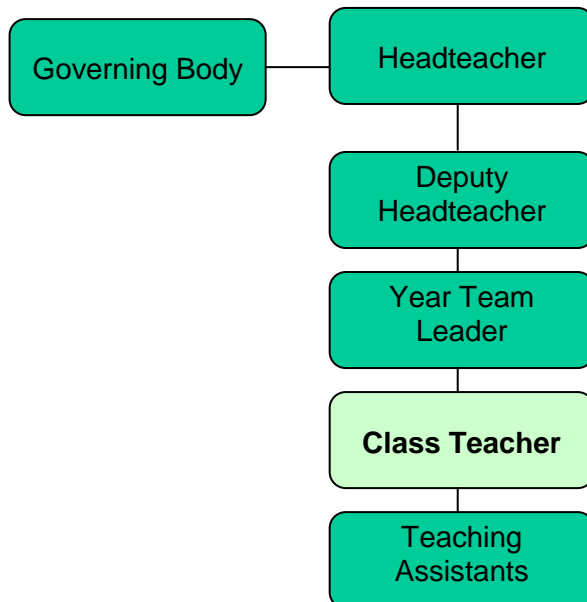 Governing Body
Headteacher
Deputy
Headteacher
Year Team
Leader
Class Teacher
Teaching
Assistants